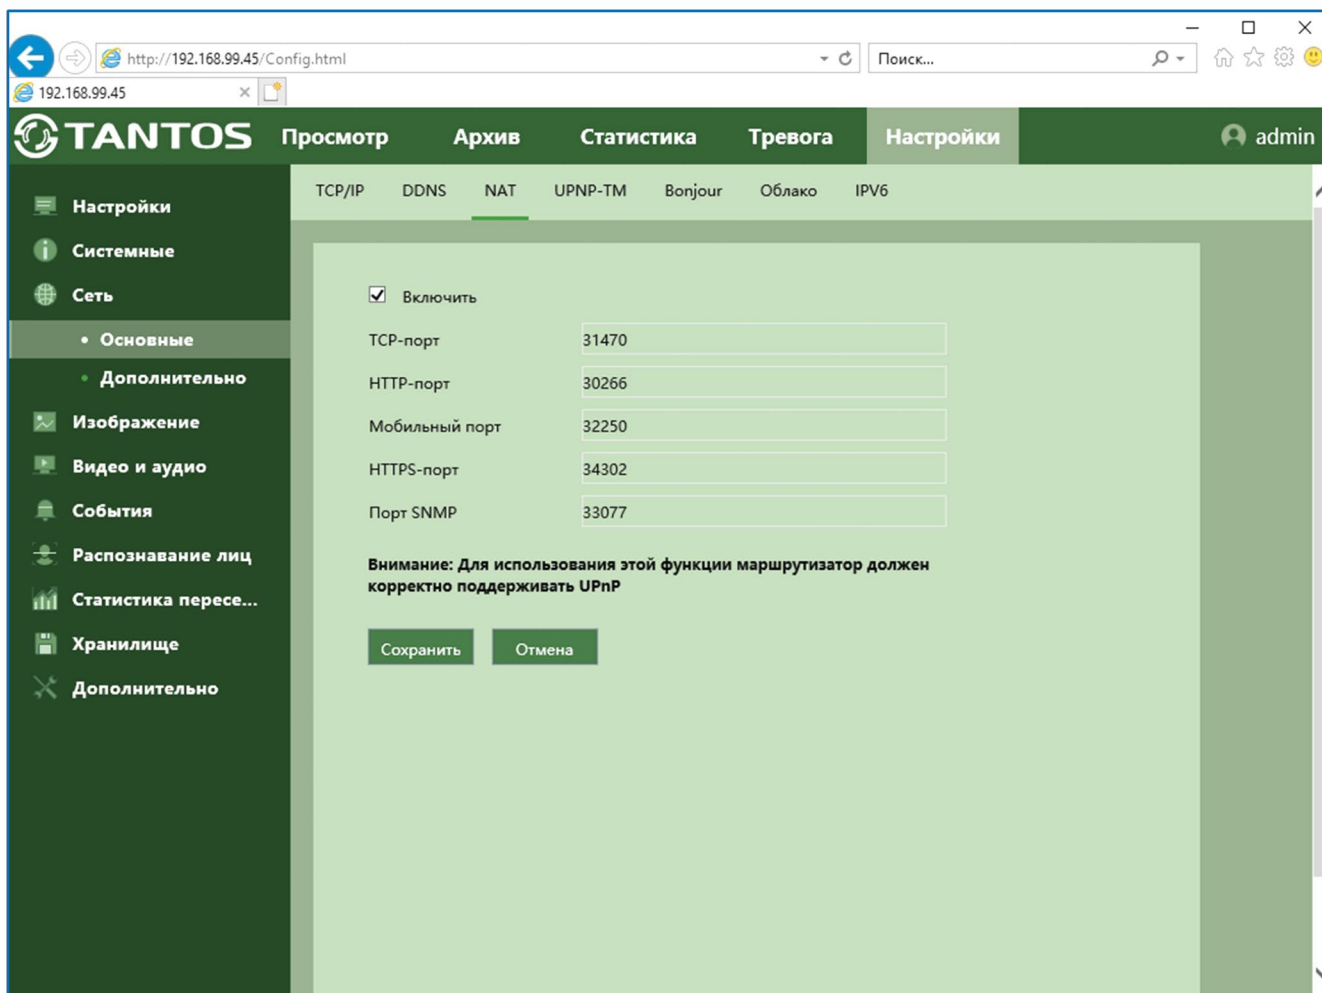 http://192.168.99.45/Config.html
Поиск...
192.168.99.45
TANTOS Просмотр Архив Статистика Тревога Настройки admin
TCP/IP DDNS NAT UPNP-TM Bonjour Облако IPV6
Настройки
Системные
Сеть
Основные
Дополнительно
Изображение
Видео и аудио
События
Распознавание лиц
Статистика пересе...
Хранилище
Дополнительно
Включить
TCP-порт 31470
HTTP-порт 30266
Мобильный порт 32250
HTTPS-порт 34302
Порт SNMP 33077
Внимание: Для использования этой функции маршрутизатор должен
корректно поддерживать UPnP
Сохранить Отмена